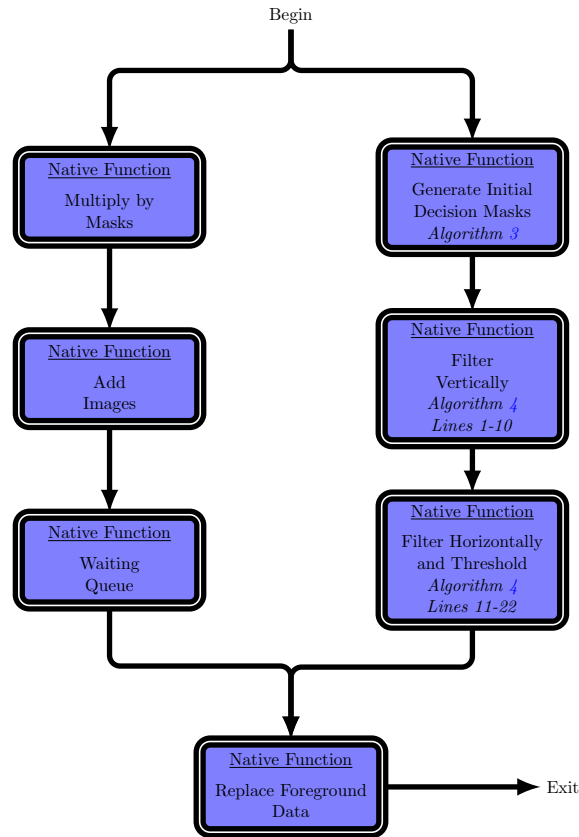 Begin
Native Function
Multiply by
Masks
Native Function
Add
Images
Native Function
Waiting
Queue
Native Function
Generate Initial
Decision Masks
Algorithm 3
Native Function
Filter
Vertically
Algorithm 4
Lines 1-10
Native Function
Filter Horizontally
and Threshold
Algorithm 4
Lines 11-22
Native Function
Replace Foreground
Data
Exit